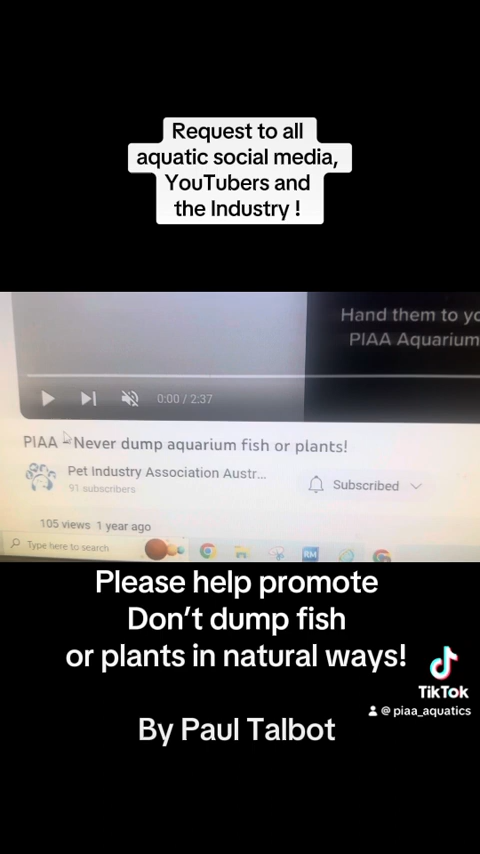 Request to all
aquatic social media,
YouTubers and
the Industry !
Hand them to yo
PIAA Aquarium
0:00 / 2:37
PIAA - Never dump aquarium fish or plants!
Pet Industry Association Austr...
91 subscribers
Subscribed
105 views 1 year ago
Type here to search
RM
Please help promote
Don’t dump fish
or plants in natural ways!
TikTok
@piaa_aquatics
By Paul Talbot